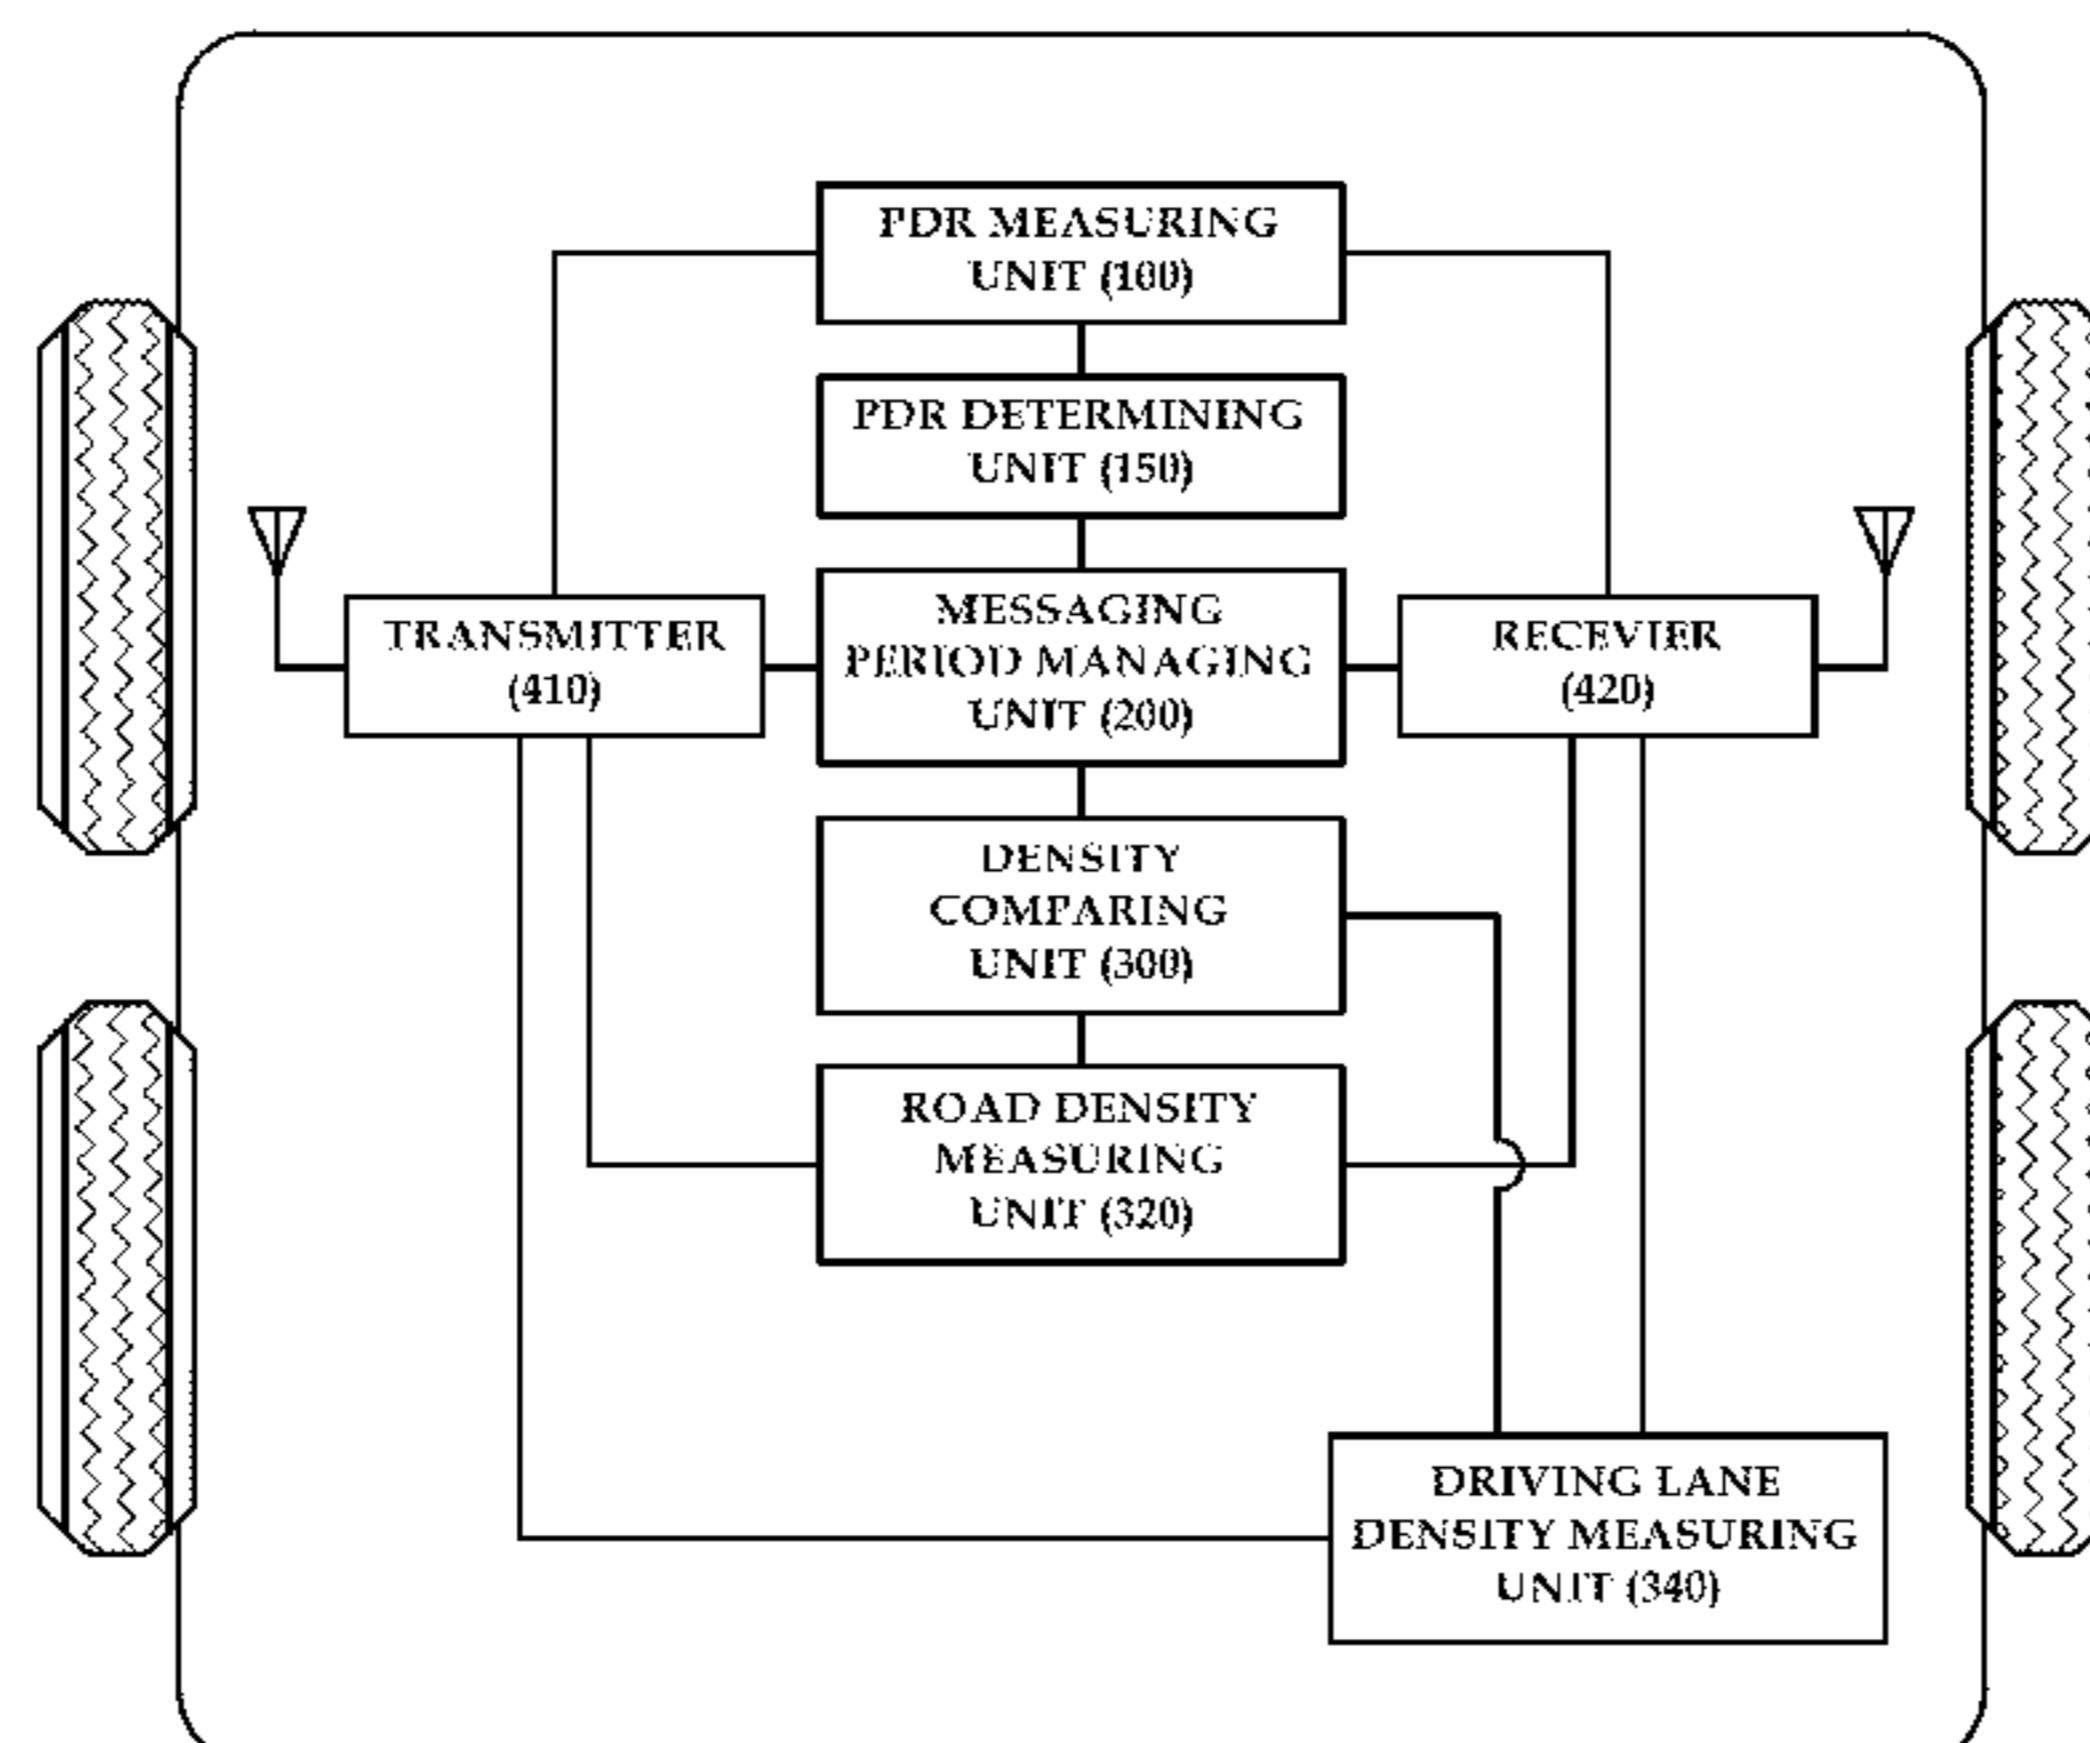 PDR MEASURING
UNIT (100)
PDR DETERMINING
UNIT (150)
MESSAGING
PERIOD MANAGING
UNIT (200)
TRANSMITTER
(410)
RECEVIER
(420)
DENSITY
COMPARING
UNIT (300)
ROAD DENSITY
MEASURING
UNIT (320)
DRIVING LANE
DENSITY MEASURING
UNIT (340)